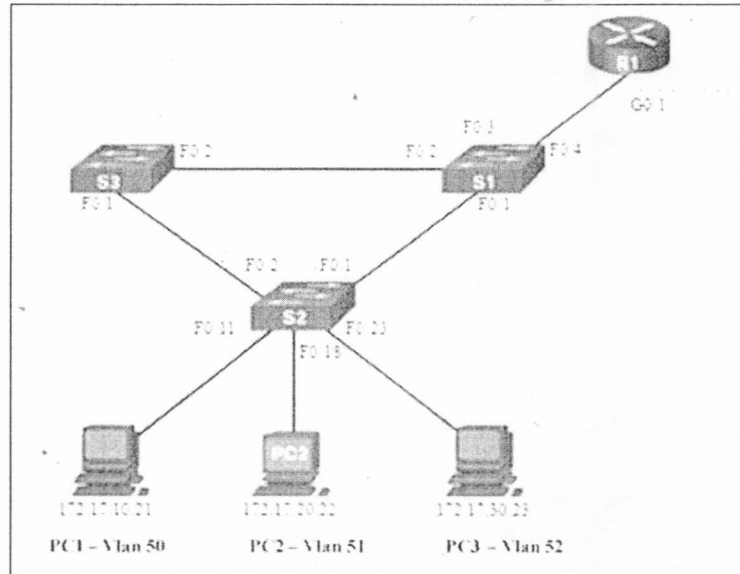 R1
G0/1
F0/3
F0/2
F0/2
F0/4
S3
S1
F0/1
F0/1
F0/2
F0/1
S2
F0/11
F0/23
F0/18
PC2
172.17.10.21
172.17.20.22
172.17.30.23
PC1 – Vlan 50
PC2 – Vlan 51
PC3 – Vlan 52